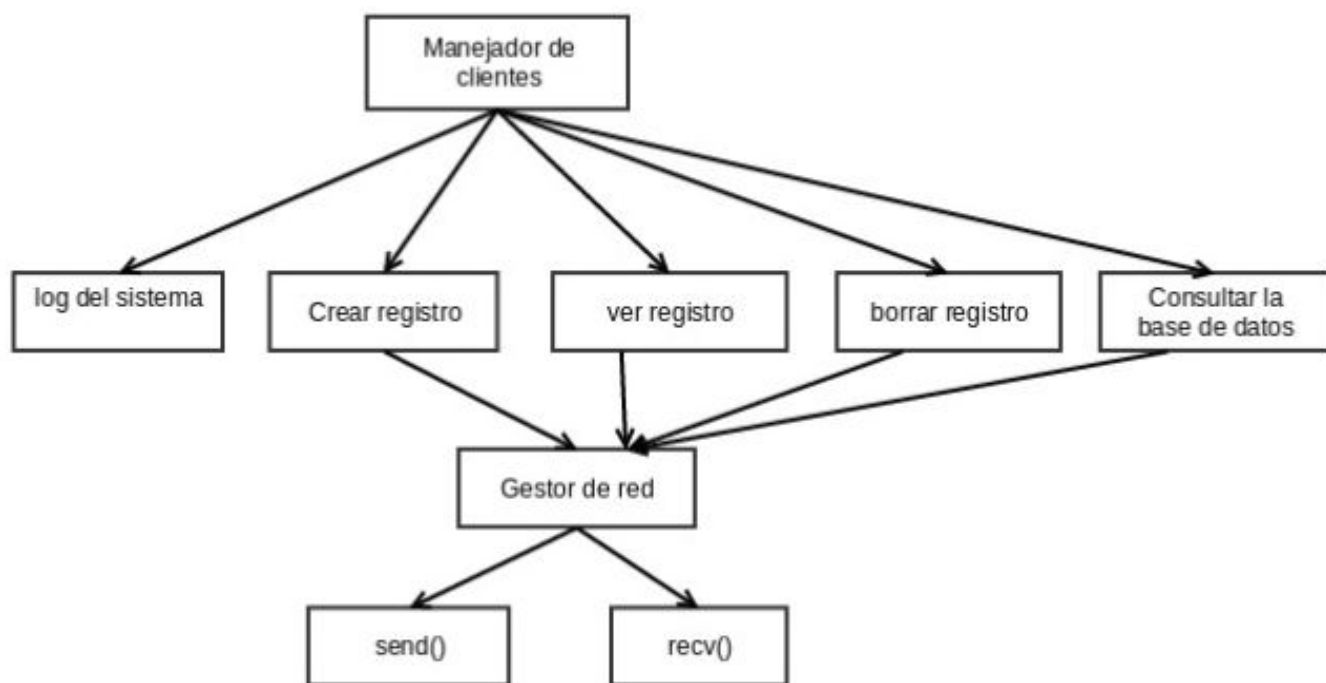 Manejador de
clientes
log del sistema
Crear registro
ver registro
borrar registro
Consultar la
base de datos
Gestor de red
send()
recv()